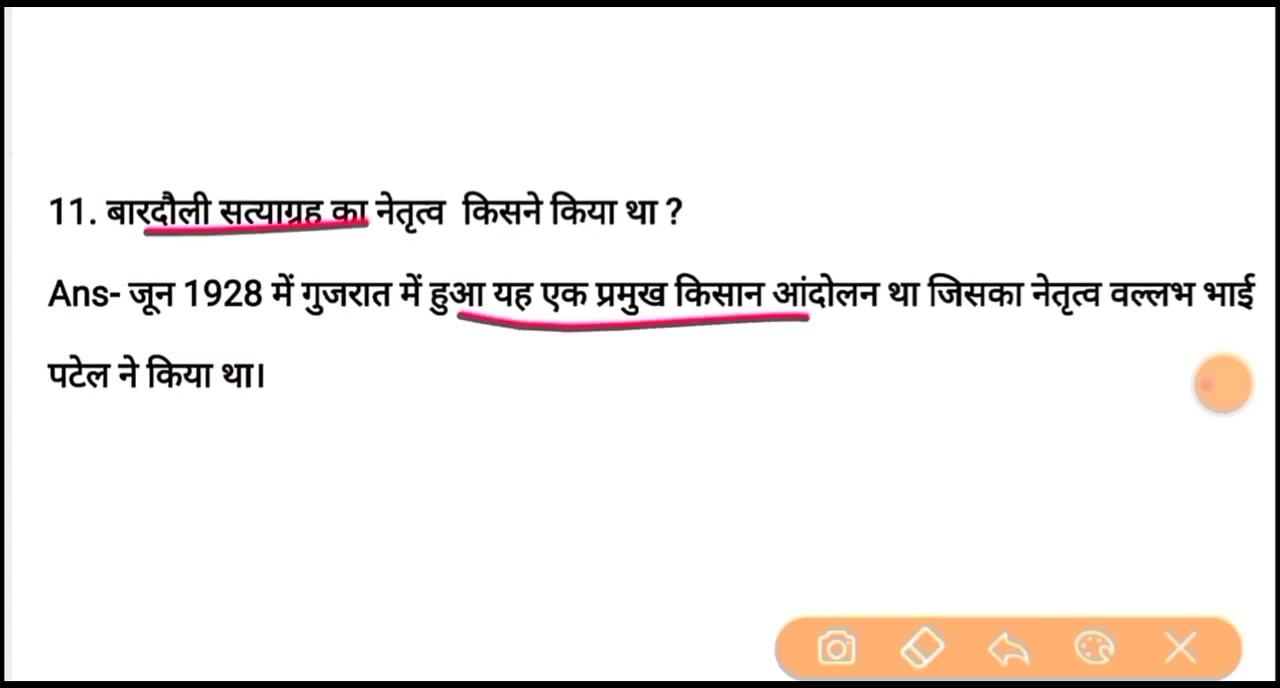 11. बारदौली सत्याग्रह का नेतृत्व किसने किया था ?
Ans- जून 1928 में गुजरात में हुआ यह एक प्रमुख किसान आंदोलन था जिसका नेतृत्व वल्लभ भाई
पटेल ने किया था।